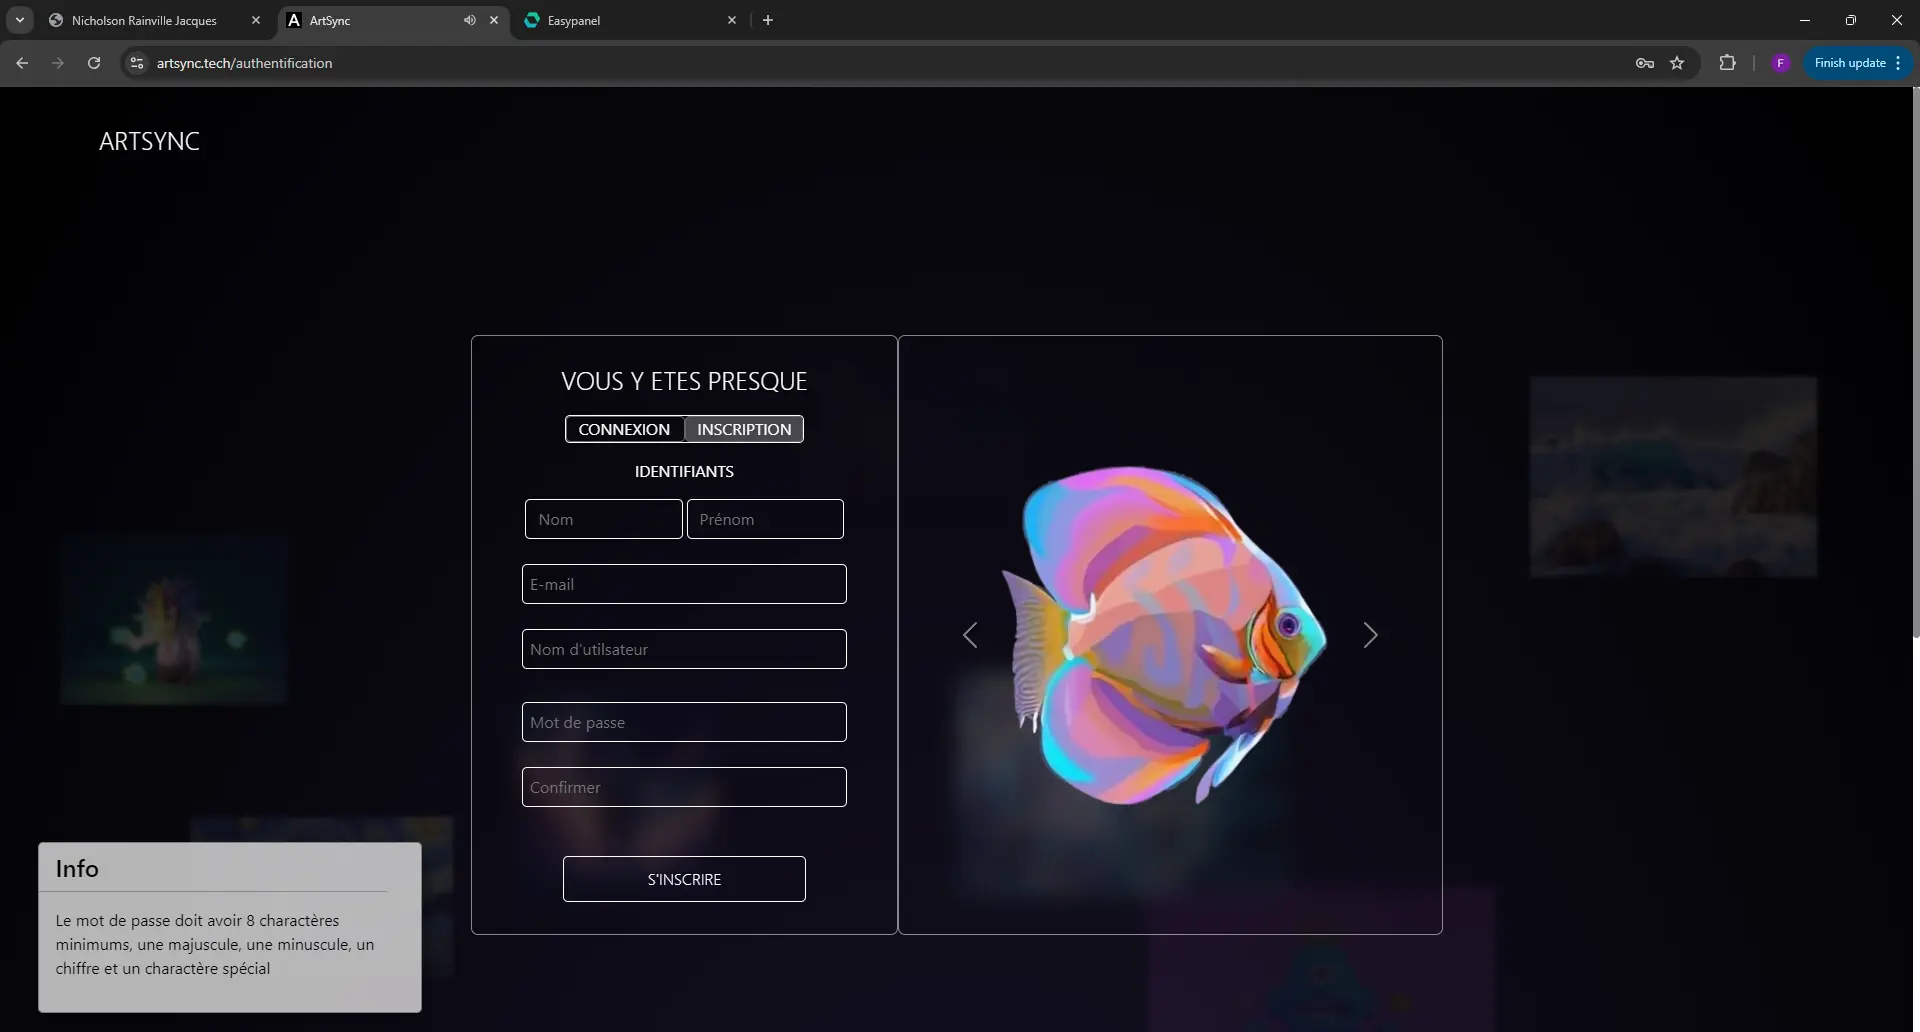 Nicholson Rainville Jacques
ArtSync
Easypanel
artsync.tech/authentification
F
Finish update
ARTSYNC
VOUS Y ETES PRESQUE
CONNEXION INSCRIPTION
IDENTIFIANTS
Nom Prénom
E-mail
Nom d'utilsateur
Mot de passe
Confirmer
S'INSCRIRE
Info
Le mot de passe doit avoir 8 charactères
minimums, une majuscule, une minuscule, un
chiffre et un charactère spécial